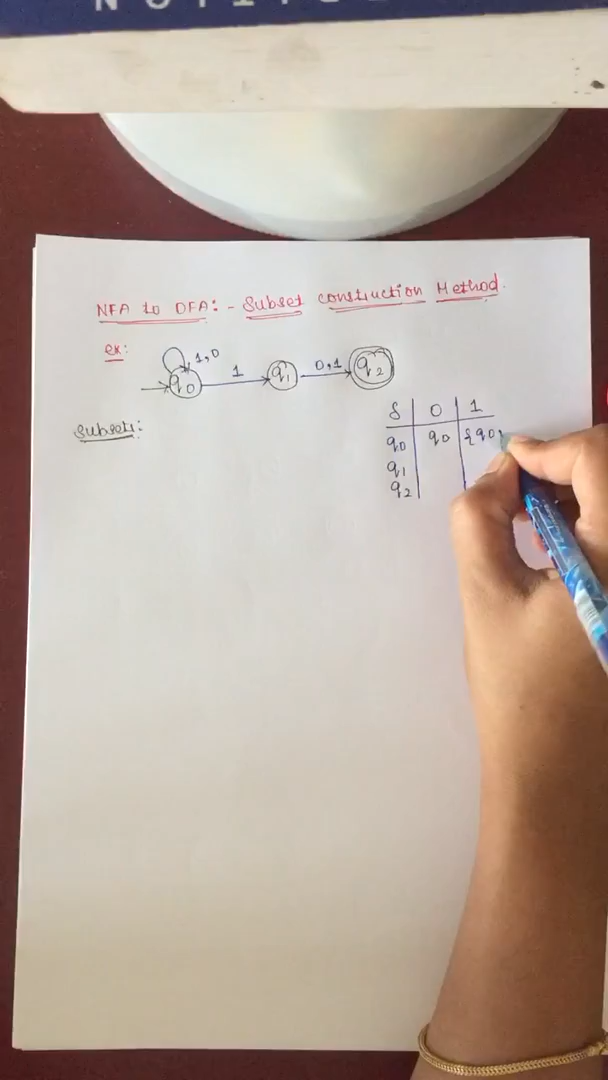 NFA to DFA: - Subset construction Method.
ex:
1,0
1
0,1
q0
q1
q2
Subsets:
δ 0 1
q0 q0 {q0,
q1
q2